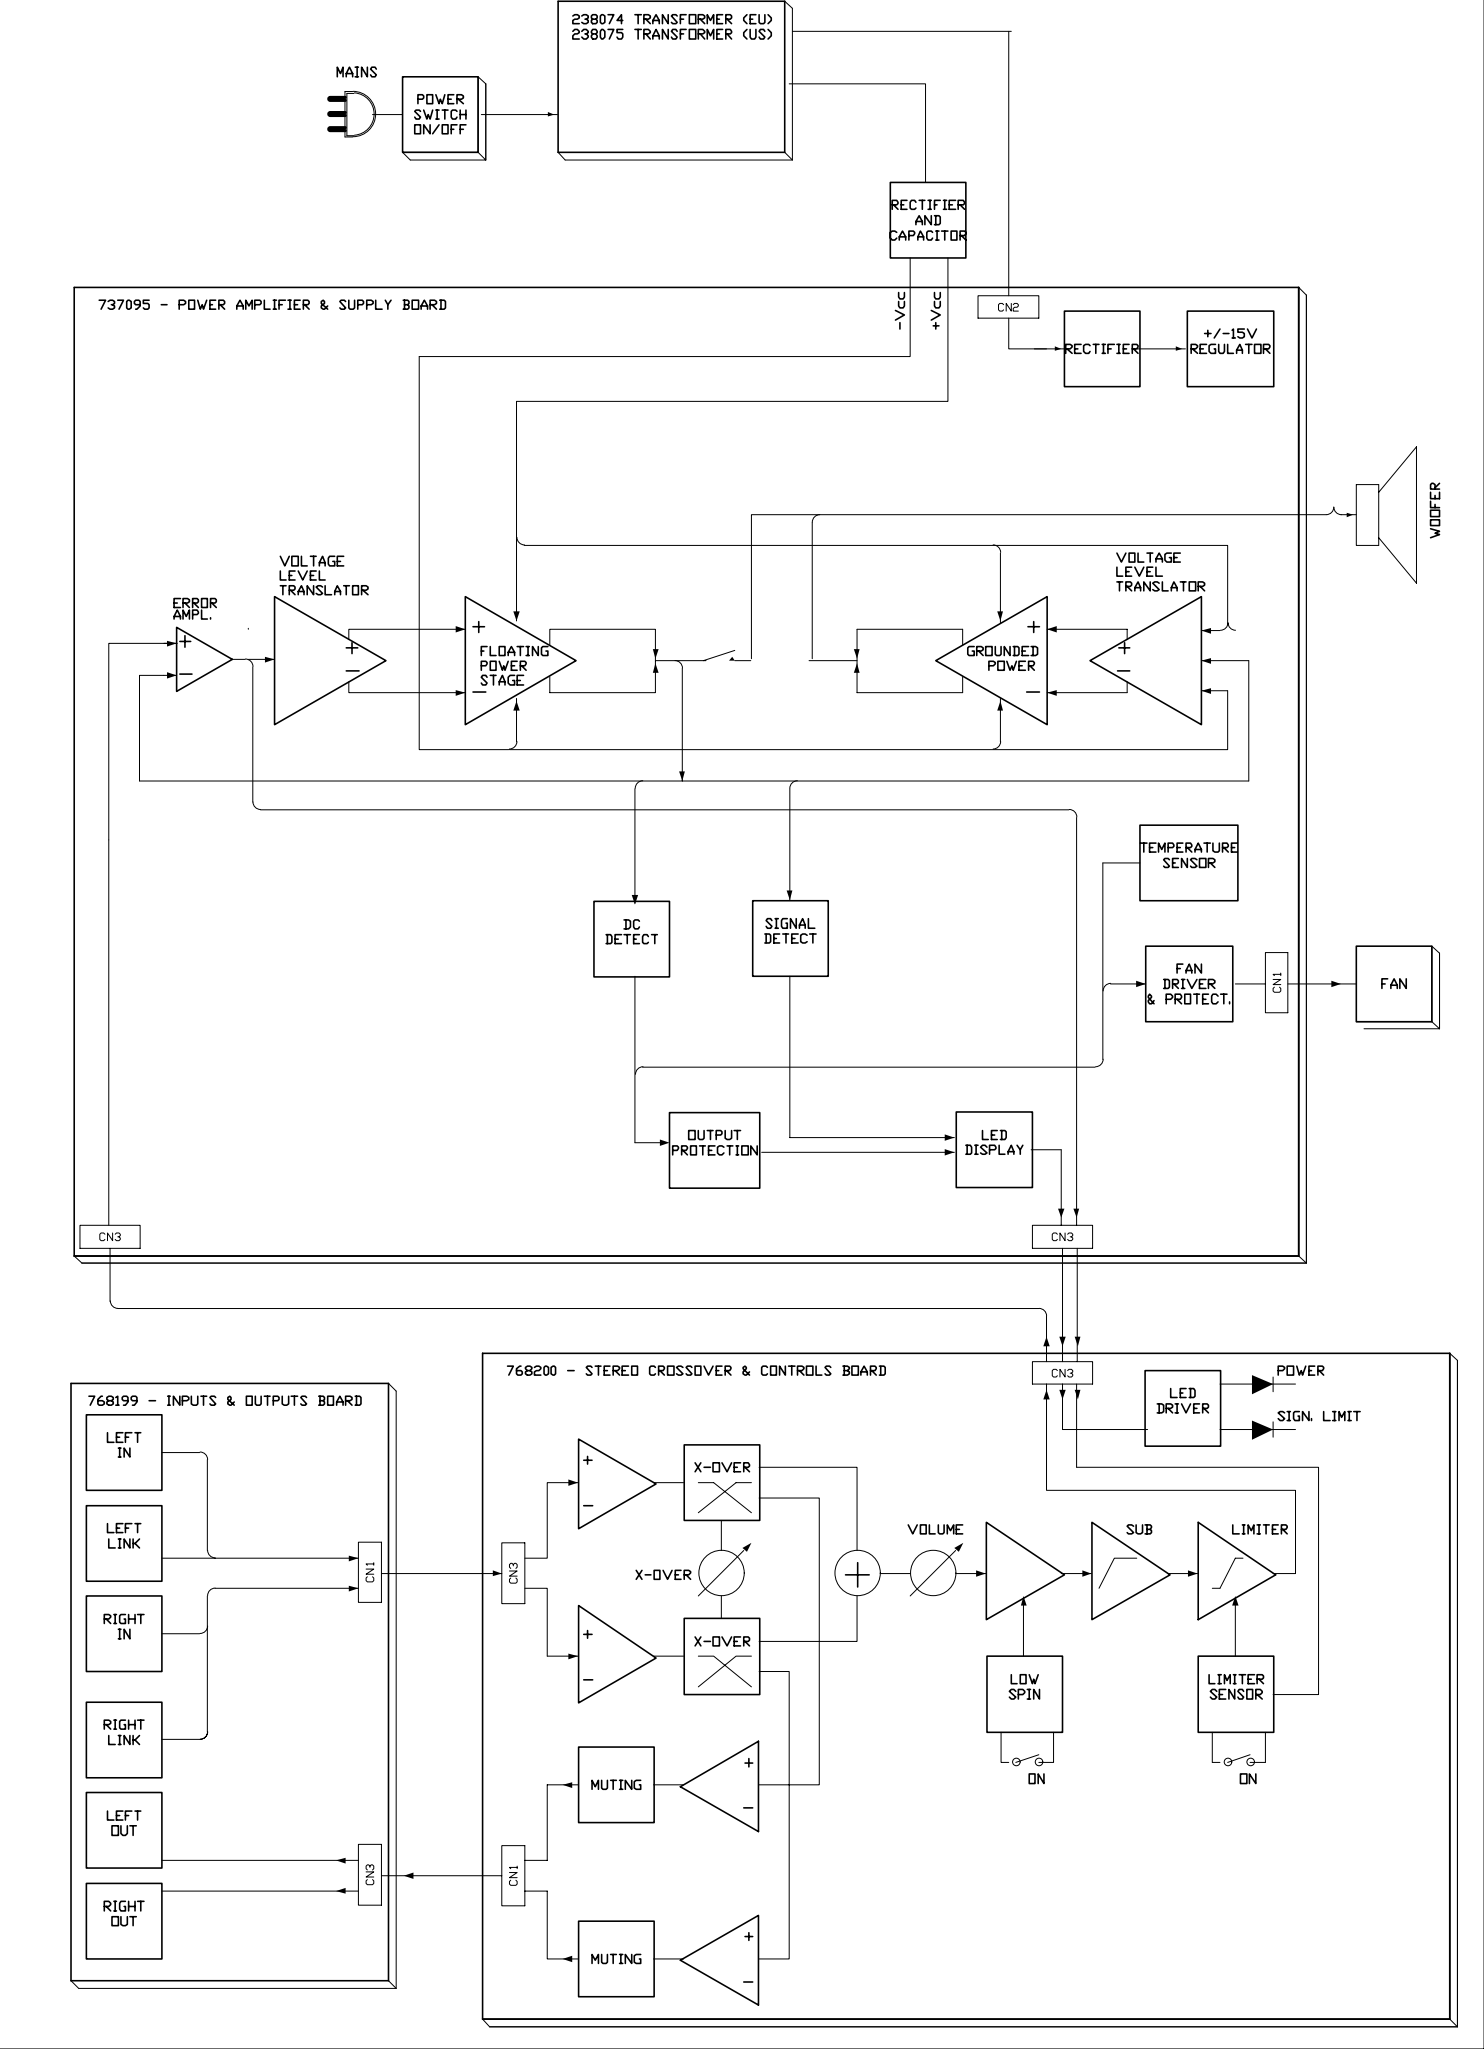 238074 TRANSFORMER (EU)
238075 TRANSFORMER (US)
MAINS
POWER
SWITCH
ON/OFF
RECTIFIER
AND
CAPACITOR
737095 - POWER AMPLIFIER & SUPPLY BOARD
-Vcc
+Vcc
CN2
RECTIFIER
+/-15V
REGULATOR
WOOFER
VOLTAGE
LEVEL
TRANSLATOR
VOLTAGE
LEVEL
TRANSLATOR
ERROR
AMPL.
+
-
+
-
+
FLOATING
POWER
STAGE
-
+
GROUNDED
POWER
-
+
-
TEMPERATURE
SENSOR
DC
DETECT
SIGNAL
DETECT
FAN
DRIVER
& PROTECT.
CN1
FAN
OUTPUT
PROTECTION
LED
DISPLAY
CN3
CN3
768200 - STEREO CROSSOVER & CONTROLS BOARD
CN3
LED
DRIVER
POWER
SIGN. LIMIT
768199 - INPUTS & OUTPUTS BOARD
LEFT
IN
LEFT
LINK
RIGHT
IN
RIGHT
LINK
LEFT
OUT
RIGHT
OUT
CN1
CN3
CN3
CN1
+
-
X-OVER
X-OVER
+
-
X-OVER
+
VOLUME
SUB
LIMITER
LOW
SPIN
ON
LIMITER
SENSOR
ON
MUTING
+
-
MUTING
+
-